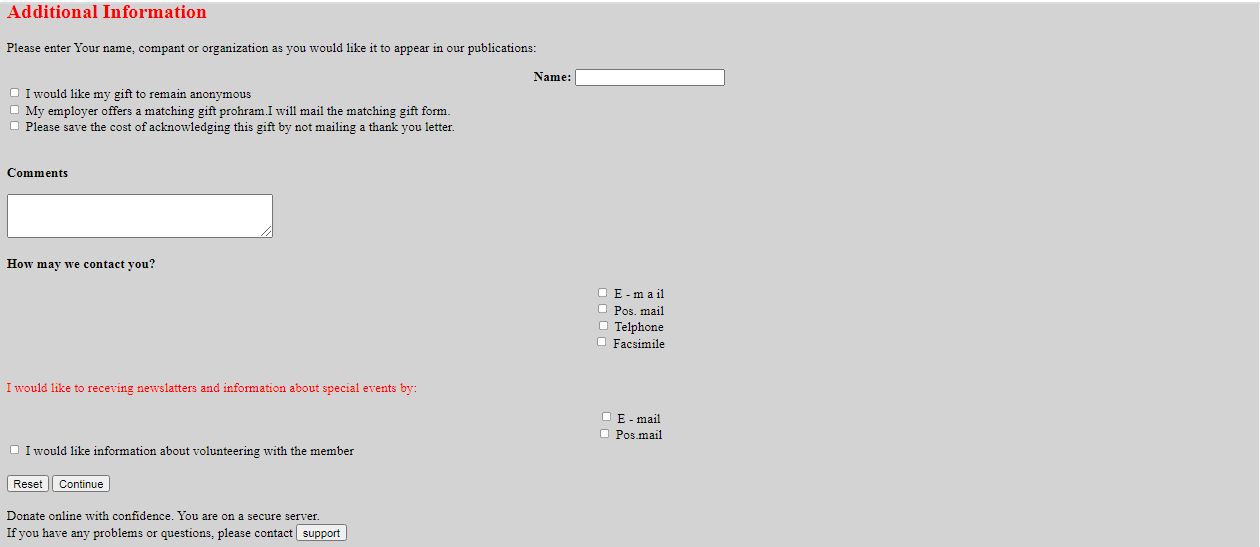 Additional Information
Please enter Your name, compant or organization as you would like it to appear in our publications:
Name:
I would like my gift to remain anonymous
My employer offers a matching gift prohram.I will mail the matching gift form.
Please save the cost of acknowledging this gift by not mailing a thank you letter.
Comments
How may we contact you?
E - m a il
Pos. mail
Telphone
Facsimile
I would like to receving newslatters and information about special events by:
E - mail
Pos.mail
I would like information about volunteering with the member
Reset Continue
Donate online with confidence. You are on a secure server.
If you have any problems or questions, please contact support